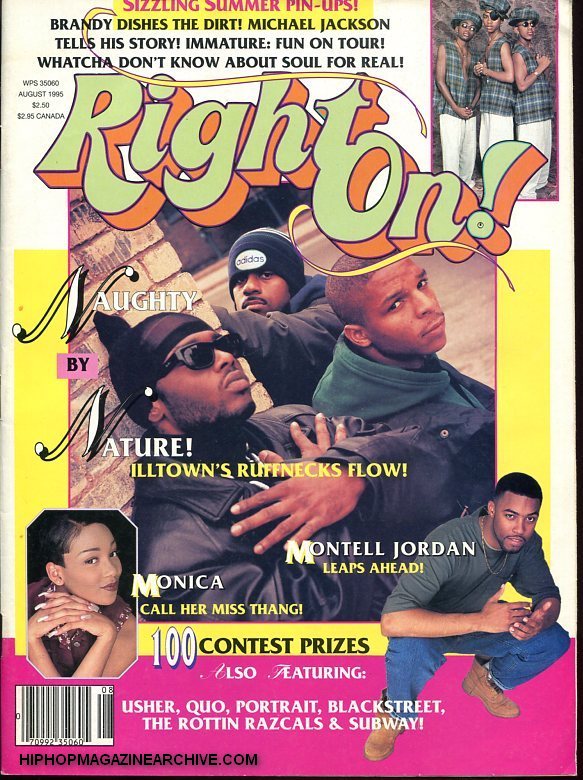 SIZZLING SUMMER PIN-UPS!
BRANDY DISHES THE DIRT! MICHAEL JACKSON
TELLS HIS STORY! IMMATURE: FUN ON TOUR!
WHATCHA DON'T KNOW ABOUT SOUL FOR REAL!
WPS 35060
AUGUST 1995
$2.50
$2.95 CANADA
Right On!
adidas
NAUGHTY
BY
NATURE!
ILLTOWN'S RUFFNECKS FLOW!
MONTELL JORDAN
LEAPS AHEAD!
MONICA
CALL HER MISS THANG!
100 CONTEST PRIZES
ALSO FEATURING:
USHER, QUO, PORTRAIT, BLACKSTREET,
THE ROTTIN RAZCALS & SUBWAY!
08
0 70992 35060
HIPHOPMAGAZINEARCHIVE.COM